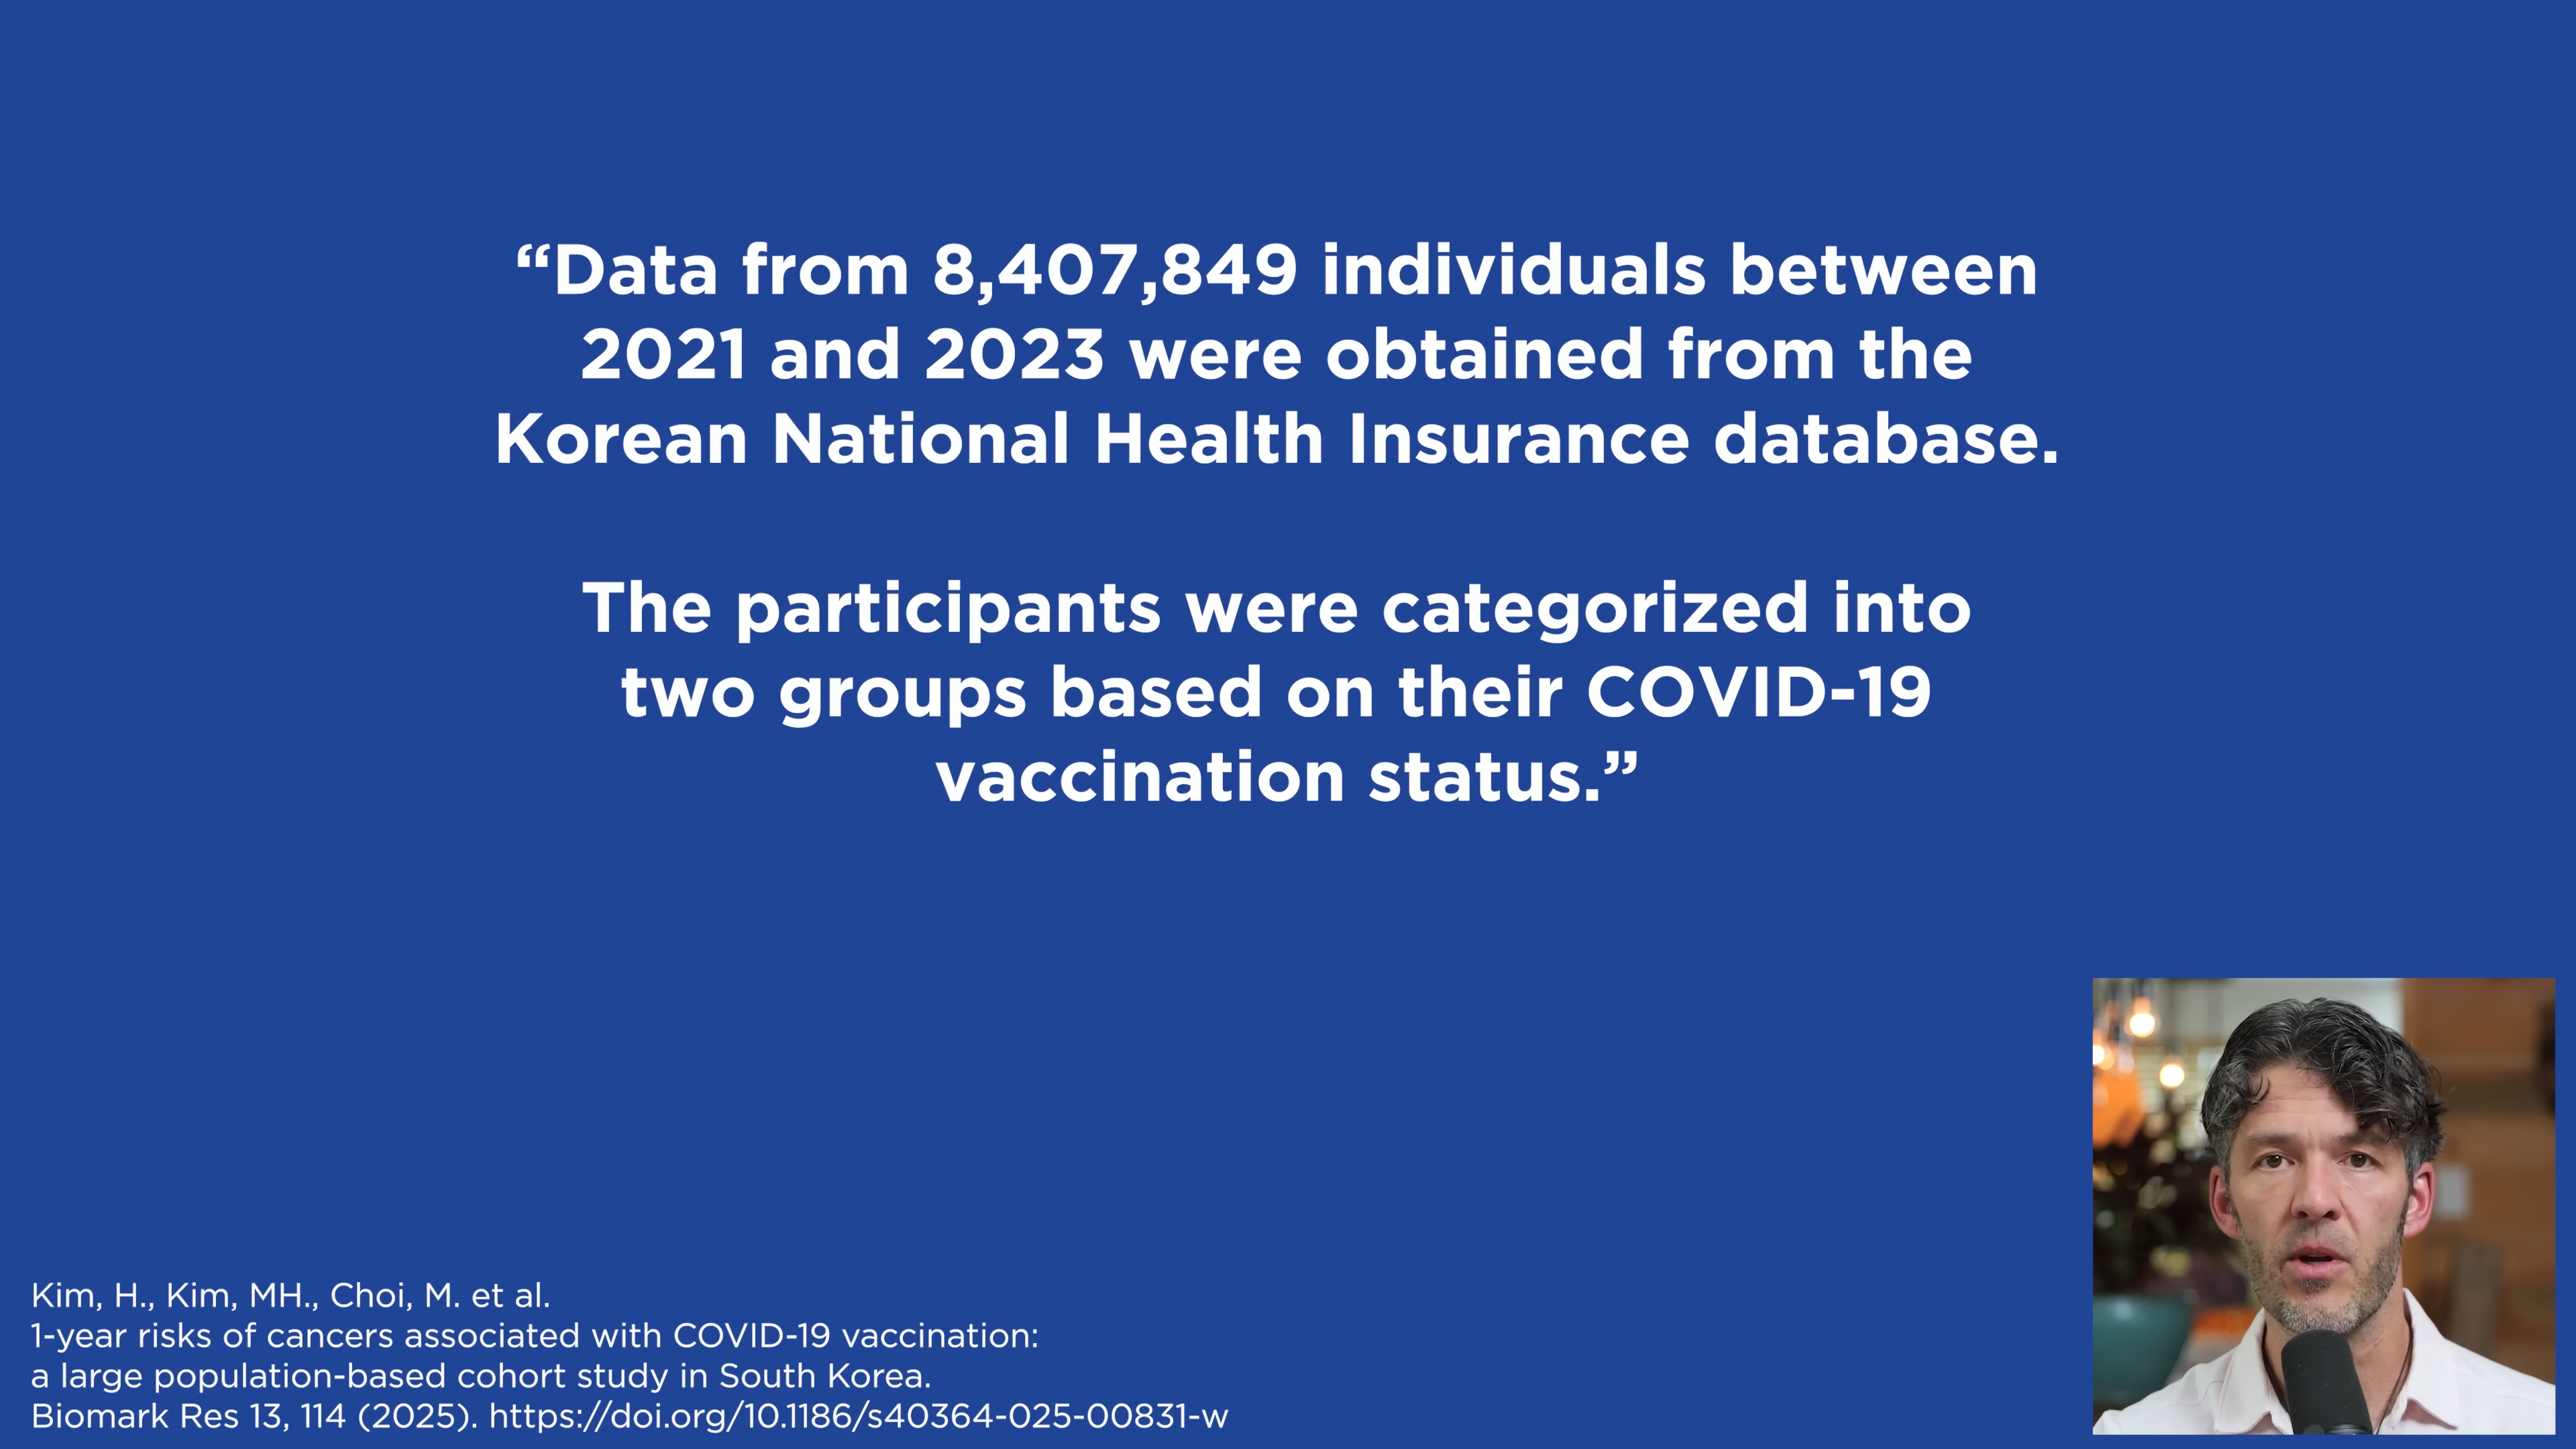 “Data from 8,407,849 individuals between
2021 and 2023 were obtained from the
Korean National Health Insurance database.
The participants were categorized into
two groups based on their COVID-19
vaccination status.”
Kim, H., Kim, MH., Choi, M. et al.
1-year risks of cancers associated with COVID-19 vaccination:
a large population-based cohort study in South Korea.
Biomark Res 13, 114 (2025). https://doi.org/10.1186/s40364-025-00831-w